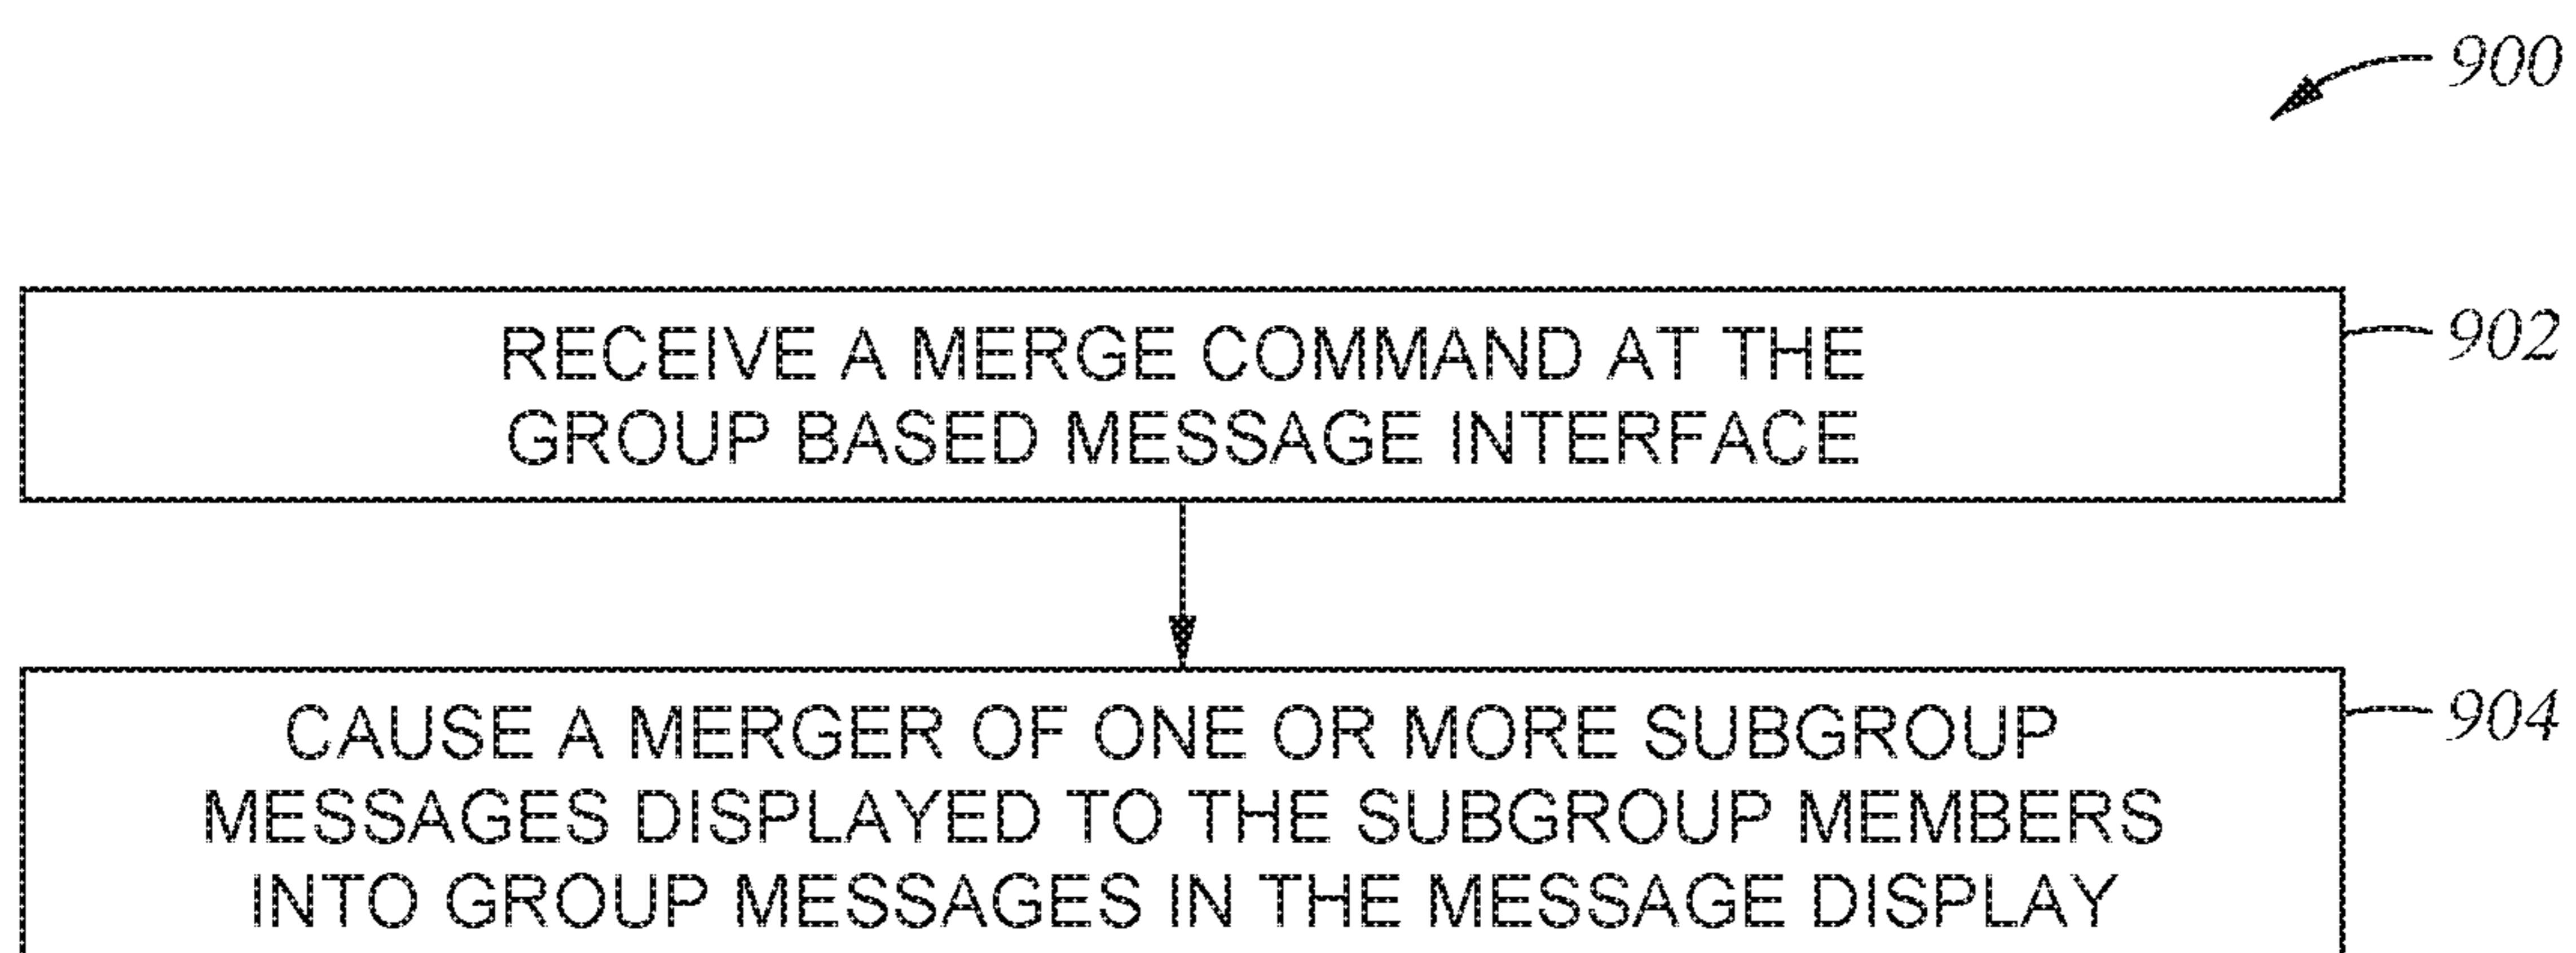 900
RECEIVE A MERGE COMMAND AT THE
GROUP BASED MESSAGE INTERFACE
902
CAUSE A MERGER OF ONE OR MORE SUBGROUP
MESSAGES DISPLAYED TO THE SUBGROUP MEMBERS
INTO GROUP MESSAGES IN THE MESSAGE DISPLAY
904